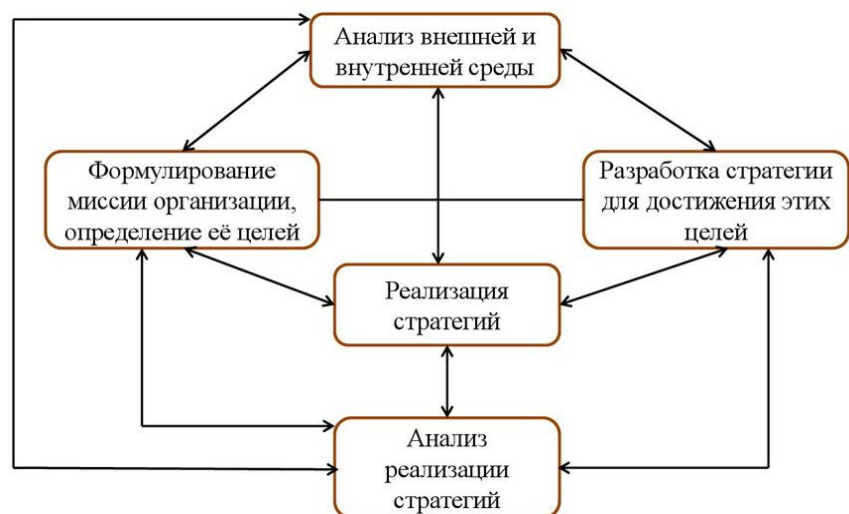 Анализ внешней и
внутренней среды
Формулирование
миссии организации,
определение её целей
Разработка стратегии
для достижения этих
целей
Реализация
стратегий
Анализ
реализации
стратегий